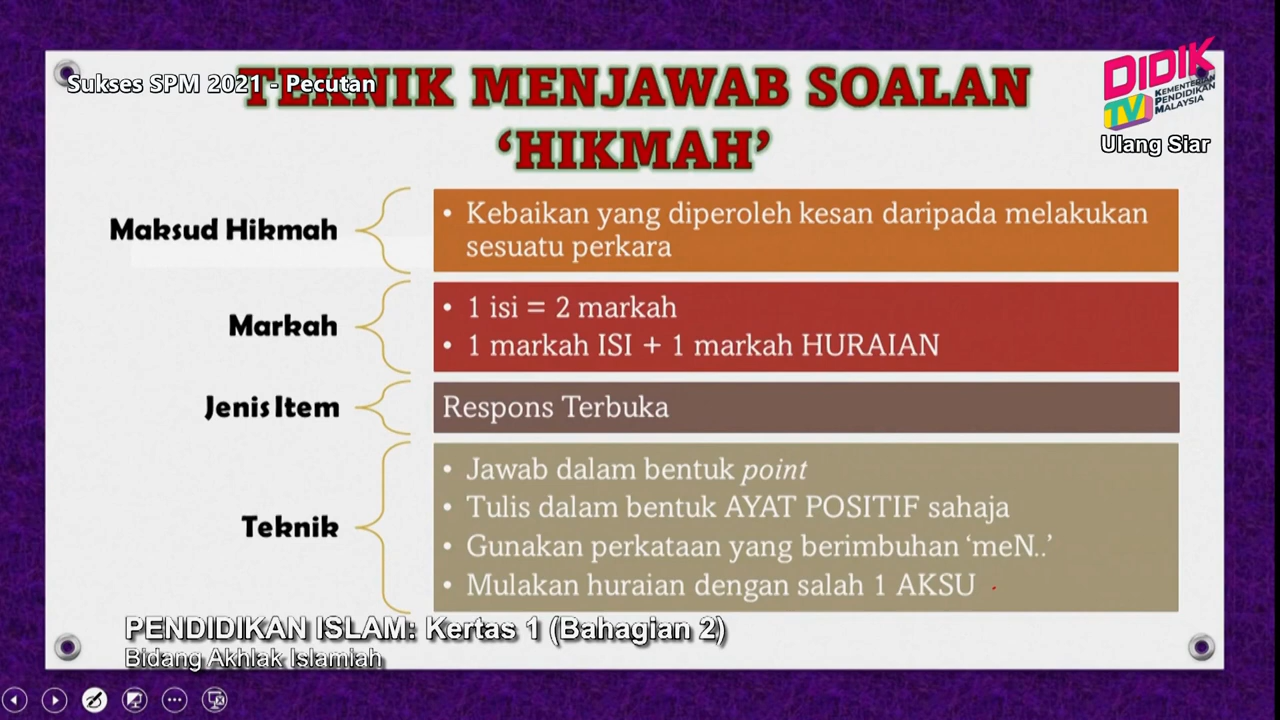 Sukses SPM 2021 - Pecutan
TEKNIK MENJAWAB SOALAN
‘HIKMAH’
DIDIK
TV
KEMENTERIAN
PENDIDIKAN
MALAYSIA
Ulang Siar
Maksud Hikmah
• Kebaikan yang diperoleh kesan daripada melakukan
sesuatu perkara
Markah
• 1 isi = 2 markah
• 1 markah ISI + 1 markah HURAIAN
Jenis Item
Respons Terbuka
Teknik
• Jawab dalam bentuk point
• Tulis dalam bentuk AYAT POSITIF sahaja
• Gunakan perkataan yang berimbuhan ‘meN..’
• Mulakan huraian dengan salah 1 AKSU
PENDIDIKAN ISLAM: Kertas 1 (Bahagian 2)
Bidang Akhlak Islamiah